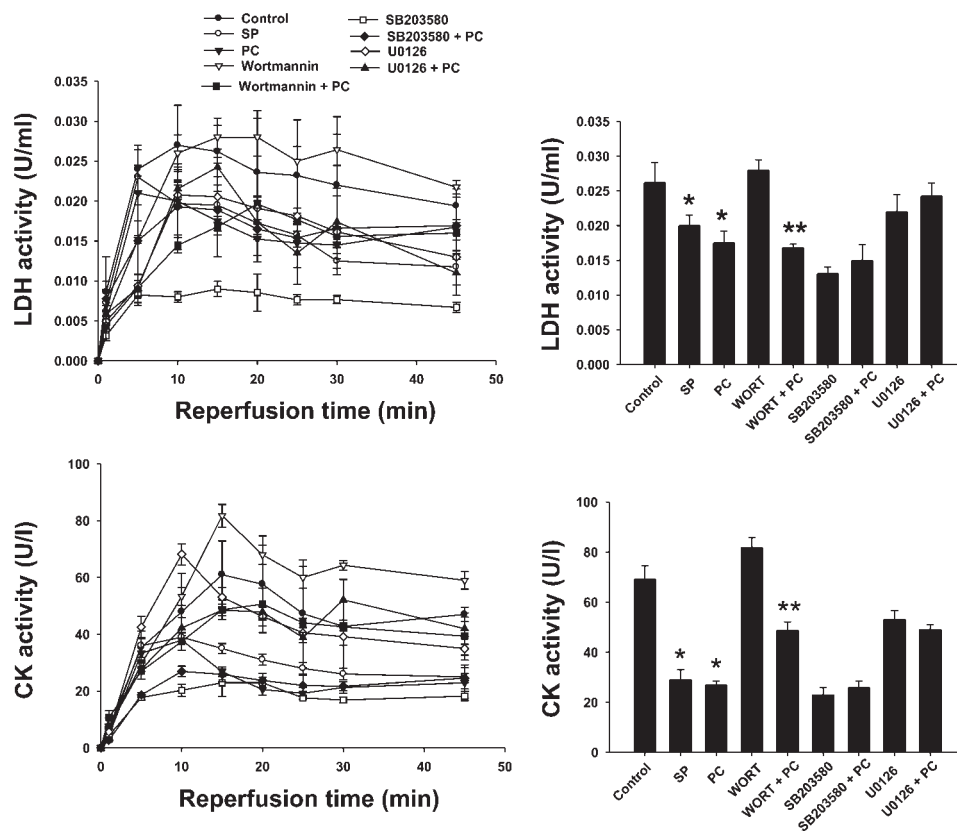 Control
SP
PC
Wortmannin
Wortmannin + PC
SB203580
SB203580 + PC
U0126
U0126 + PC
LDH activity (U/ml)
0.035
0.030
0.025
0.020
0.015
0.010
0.005
0.000
0 10 20 30 40 50
Reperfusion time (min)
LDH activity (U/ml)
0.035
0.030
0.025
0.020
0.015
0.010
0.005
0.000
* * **
Control
SP
PC
WORT
WORT + PC
SB203580
SB203580 + PC
U0126
U0126 + PC
CK activity (U/l)
100
80
60
40
20
0
0 10 20 30 40 50
Reperfusion time (min)
CK activity (U/l)
100
80
60
40
20
0
* * **
Control
SP
PC
WORT
WORT + PC
SB203580
SB203580 + PC
U0126
U0126 + PC